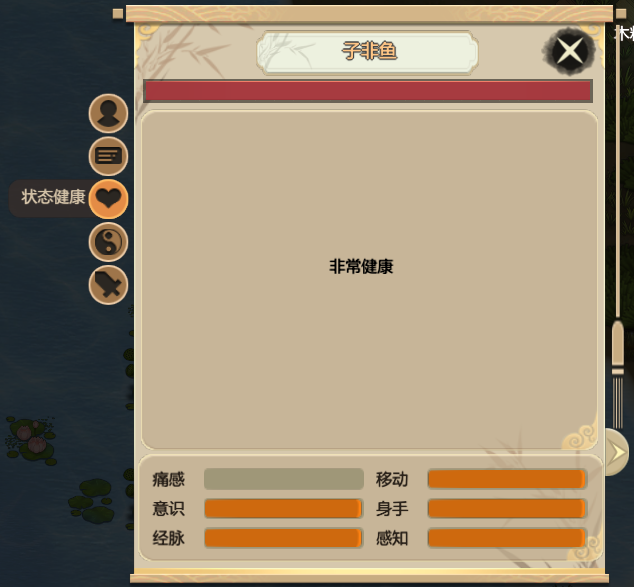 子非鱼
状态健康
非常健康
痛感 移动
意识 身手
经脉 感知